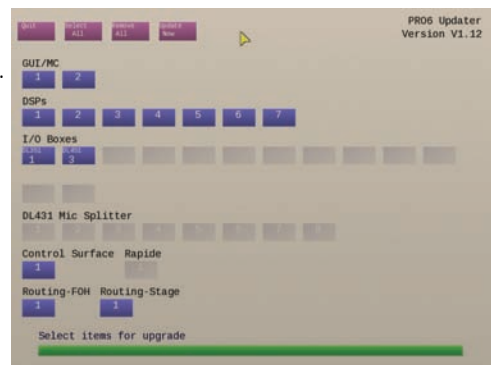 Quit Select All Remove All Update Now
PRO6 Updater
Version V1.12
GUI/MC
1 2
DSPs
1 2 3 4 5 6 7
I/O Boxes
1 3
DL431 Mic Splitter
Control Surface Rapide
1
Routing-FOH Routing-Stage
1 1
Select items for upgrade